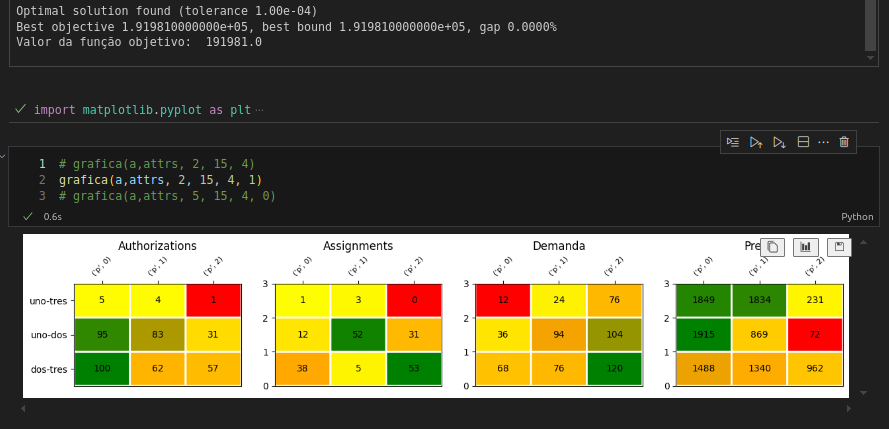 Optimal solution found (tolerance 1.00e-04)
Best objective 1.919810000000e+05, best bound 1.919810000000e+05, gap 0.0000%
Valor da função objetivo:  191981.0
import matplotlib.pyplot as plt ···
1 # grafica(a,attrs, 2, 15, 4)
2 grafica(a,attrs, 2, 15, 4, 1)
3 # grafica(a,attrs, 5, 15, 4, 0)
0.6s Python
Authorizations Assignments Demanda Pre
('p', 0) ('p', 1) ('p', 2) ('p', 0) ('p', 1) ('p', 2) ('p', 0) ('p', 1) ('p', 2) ('p', 0) ('p', 1) ('p', 2)
3 3 3
uno-tres 5 4 1 1 3 0 12 24 76 1849 1834 231
2 2 2
uno-dos 95 83 31 12 52 31 36 94 104 1915 869 72
1 1 1
dos-tres 100 62 57 38 5 53 68 76 120 1488 1340 962
0 0 0